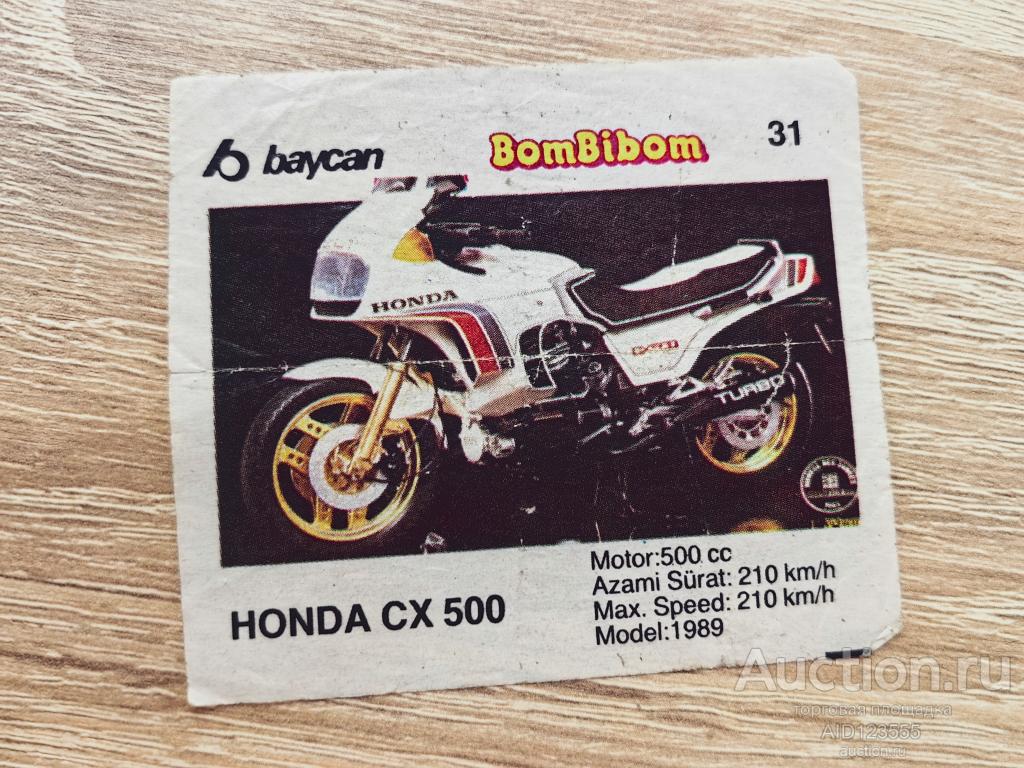 baycan
BomBibom
31
HONDA
TURBO
HONDA CX 500
Motor:500 cc
Azami Sürat: 210 km/h
Max. Speed: 210 km/h
Model:1989
Auction.ru
торговая площадка
AID123555
auction.ru